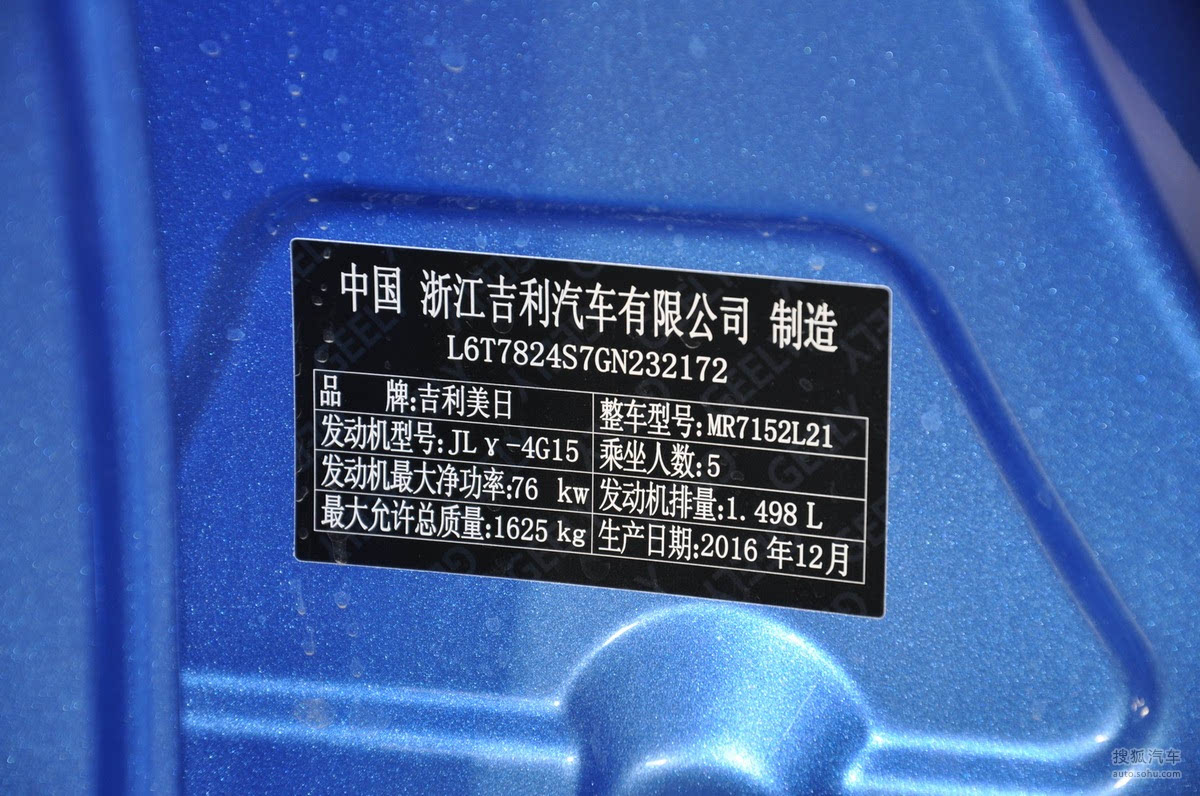 中国 浙江吉利汽车有限公司 制造
L6T7824S7GN232172
品 牌:吉利美日 整车型号:MR7152L21
发动机型号:JLγ-4G15 乘坐人数:5
发动机最大净功率:76 kw 发动机排量:1.498 L
最大允许总质量:1625 kg 生产日期:2016 年12月
搜狐汽车
auto.sohu.com